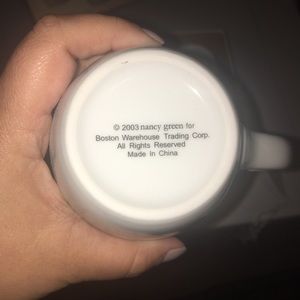 © 2003 nancy green for
Boston Warehouse Trading Corp.
All Rights Reserved
Made In China